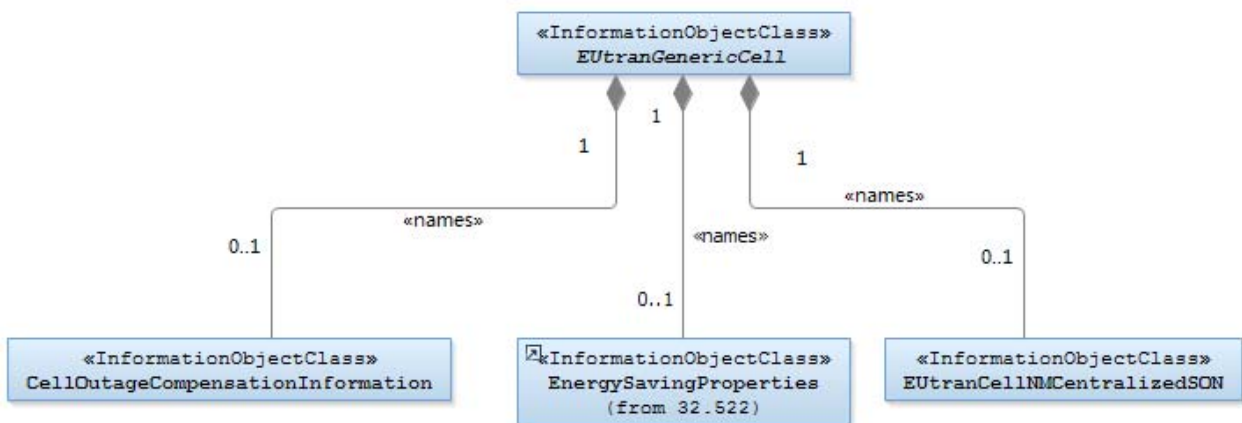 «InformationObjectClass»
EUtranGenericCell
1
1
1
«names»
«names»
«names»
0..1
0..1
0..1
«InformationObjectClass»
CellOutageCompensationInformation
«InformationObjectClass»
EnergySavingProperties
(from 32.522)
«InformationObjectClass»
EUtranCellNMCentralizedSON